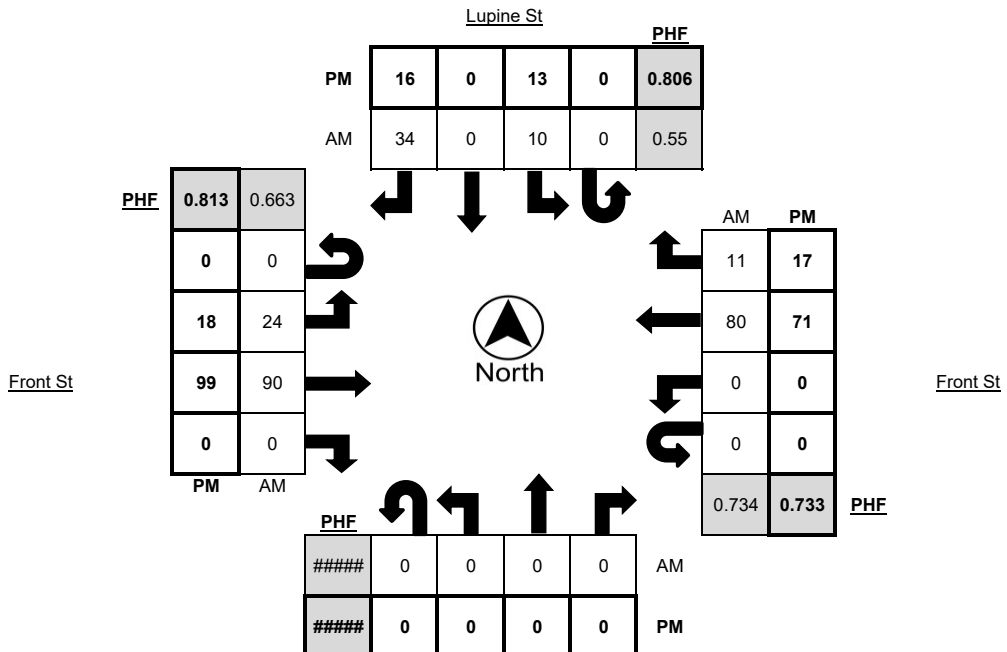 Lupine St
PHF
PM 16 0 13 0 0.806
AM 34 0 10 0 0.55
PHF 0.813 0.663
AM PM
0 0
11 17
18 24
80 71
North
Front St 99 90
0 0
Front St
0 0
0 0
PM AM
0.734 0.733 PHF
PHF
##### 0 0 0 0 AM
##### 0 0 0 0 PM